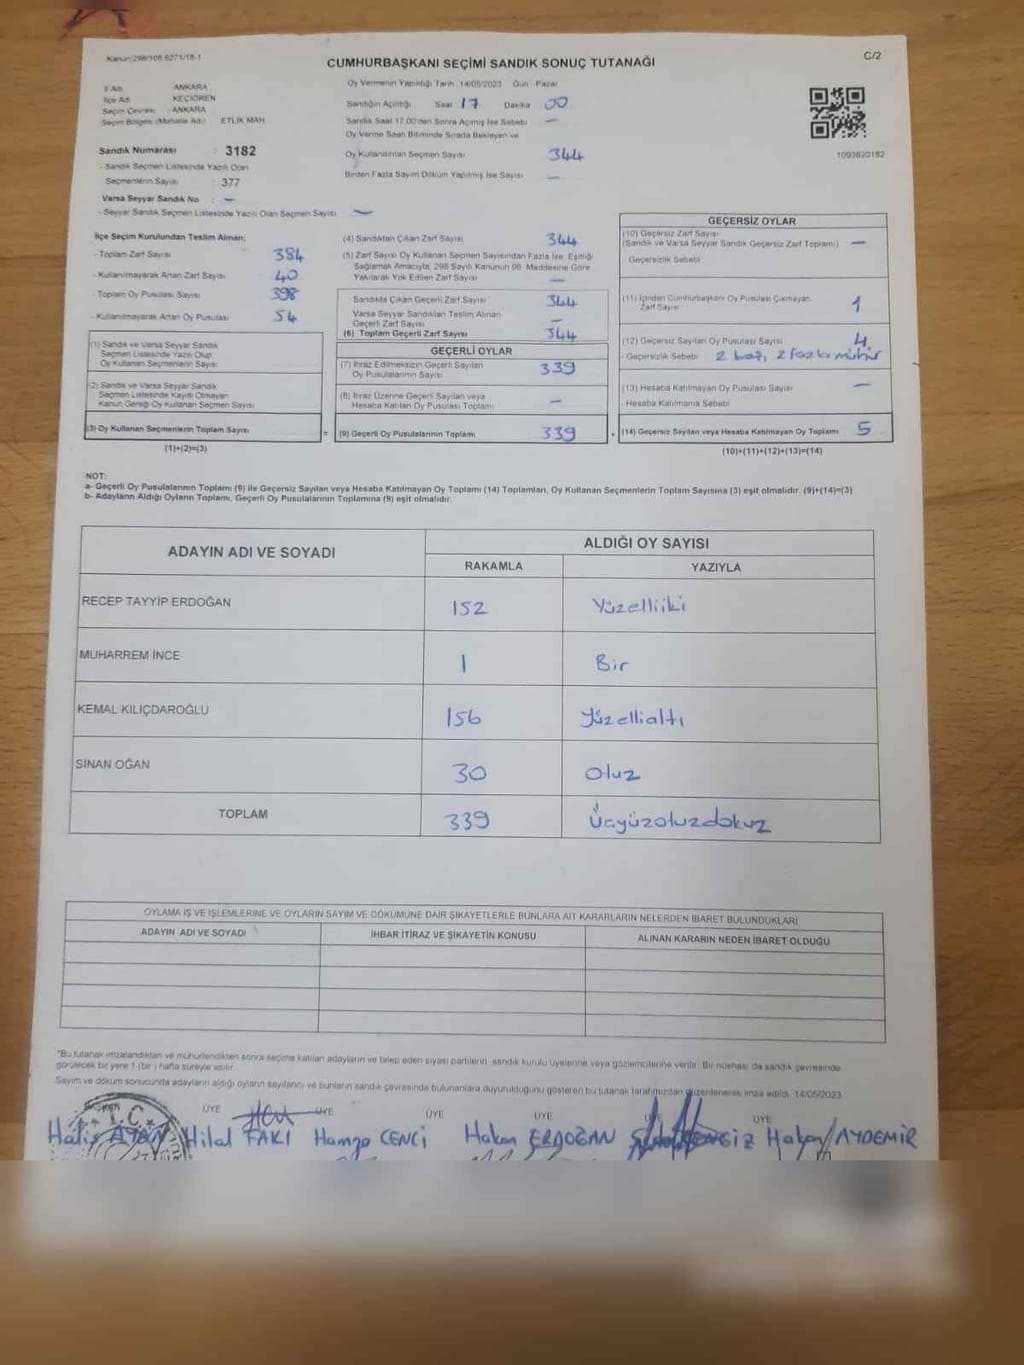 Kanun:298/106,6271/18-1
C/2
CUMHURBAŞKANI SEÇİMİ SANDIK SONUÇ TUTANAĞI
İl Adı : ANKARA
İlçe Adı : KEÇİÖREN
Seçim Çevresi : ANKARA
Seçim Bölgesi (Mahalle Adı) : ETLİK MAH
Sandık Numarası : 3182
- Sandık Seçmen Listesinde Yazılı Olan
Seçmenlerin Sayısı : 377
Varsa Seyyar Sandık No : -
- Seyyar Sandık Seçmen Listesinde Yazılı Olan Seçmen Sayısı -
Oy Vermenin Yapıldığı Tarih 14/05/2023 Gün : Pazar
Sandığın Açıldığı Saat 17 Dakika 00
Sandık Saat 17:00'den Sonra Açılmış İse Sebebi -
Oy Verme Saati Bitiminde Sırada Bekleyen ve
Oy Kullandırılan Seçmen Sayısı 344
Birden Fazla Sayım Döküm Yapılmış İse Sayısı -
1093820182
İlçe Seçim Kurulundan Teslim Alınan;
- Toplam Zarf Sayısı 384
- Kullanılmayarak Artan Zarf Sayısı 40
- Toplam Oy Pusulası Sayısı 398
- Kullanılmayarak Artan Oy Pusulası 54
(1) Sandık ve Varsa Seyyar Sandık
Seçmen Listesinde Yazılı Olup
Oy Kullanan Seçmenlerin Sayısı
(2) Sandık ve Varsa Seyyar Sandık
Seçmen Listesinde Kaydı Olmayan
Kanun Gereği Oy Kullanan Seçmen Sayısı
(3) Oy Kullanan Seçmenlerin Toplam Sayısı
(1)+(2)=(3)
(4) Sandıktan Çıkan Zarf Sayısı 344
(5) Zarf Sayısı Oy Kullanan Seçmen Sayısından Fazla İse, Eşitliği
Sağlamak Amacıyla; 298 Sayılı Kanunun 98. Maddesine Göre
Yakılarak Yok Edilen Zarf Sayısı -
Sandıkta Çıkan Geçerli Zarf Sayısı 344
Varsa Seyyar Sandıktan Teslim Alınan
Geçerli Zarf Sayısı -
(6) Toplam Geçerli Zarf Sayısı 344
GEÇERLİ OYLAR
(7) İtiraz Edilmeksizin Geçerli Sayılan
Oy Pusulalarının Sayısı 339
(8) İtiraz Üzerine Geçerli Sayılan veya
Hesaba Katılan Oy Pusulası Toplamı -
= (9) Geçerli Oy Pusulalarının Toplamı 339
GEÇERSİZ OYLAR
(10) Geçersiz Zarf Sayısı
(Sandık ve Varsa Seyyar Sandık Geçersiz Zarf Toplamı) -
- Geçersizlik Sebebi
(11) İçinden Cumhurbaşkanı Oy Pusulası Çıkmayan
Zarf Sayısı 1
(12) Geçersiz Sayılan Oy Pusulası Sayısı 4
- Geçersizlik Sebebi 2 boş, 2 fazla mühür
(13) Hesaba Katılmayan Oy Pusulası Sayısı -
- Hesaba Katılmama Sebebi
+ (14) Geçersiz Sayılan veya Hesaba Katılmayan Oy Toplamı 5
(10)+(11)+(12)+(13)=(14)
NOT:
a- Geçerli Oy Pusulalarının Toplamı (9) ile Geçersiz Sayılan veya Hesaba Katılmayan Oy Toplamı (14) Toplamları, Oy Kullanan Seçmenlerin Toplam Sayısına (3) eşit olmalıdır. (9)+(14)=(3)
b- Adayların Aldığı Oyların Toplamı, Geçerli Oy Pusulalarının Toplamına (9) eşit olmalıdır.
ADAYIN ADI VE SOYADI
ALDIĞI OY SAYISI
RAKAMLA YAZIYLA
RECEP TAYYİP ERDOĞAN 152 Yüzelliiki
MUHARREM İNCE 1 Bir
KEMAL KILIÇDAROĞLU 156 Yüzellialtı
SİNAN OĞAN 30 Otuz
TOPLAM 339 Üçyüzotuzdokuz
OYLAMA İŞ VE İŞLEMLERİNE VE OYLARIN SAYIM VE DÖKÜMÜNE DAİR ŞİKAYETLERLE BUNLARA AİT KARARLARIN NELERDEN İBARET BULUNDUKLARI
ADAYIN ADI VE SOYADI İHBAR İTİRAZ VE ŞİKAYETİN KONUSU ALINAN KARARIN NEDEN İBARET OLDUĞU
*Bu tutanak imzalandıktan ve mühürlendikten sonra seçime katılan adayların ve talep eden siyasi partilerin sandık kurulu üyelerine veya gözlemcilerine verilir. Bir nüshası da sandık çevresinde
görülecek bir yere 1 (bir) hafta süreyle asılır.
Sayım ve döküm sonucunda adayların aldığı oyların sayılarını ve bunların sandık çevresinde bulunanlara duyurulduğunu gösteren bu tutanak tarafımızdan düzenlenerek imza edildi. 14/05/2023
T.C.
ÜYE ÜYE ÜYE ÜYE ÜYE ÜYE
Hilal FAKI Hamza CENCİ Hakan ERDOĞAN Hakan AYDEMİR